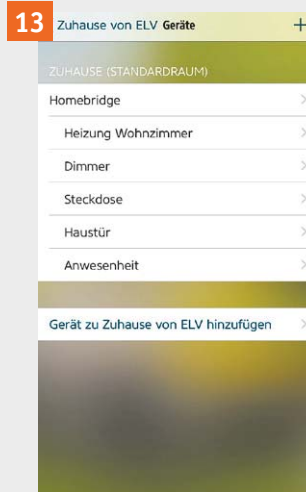 13
Zuhause von ELV Geräte +
ZUHAUSE (STANDARDRAUM)
Homebridge
Heizung Wohnzimmer
Dimmer
Steckdose
Haustür
Anwesenheit
Gerät zu Zuhause von ELV hinzufügen